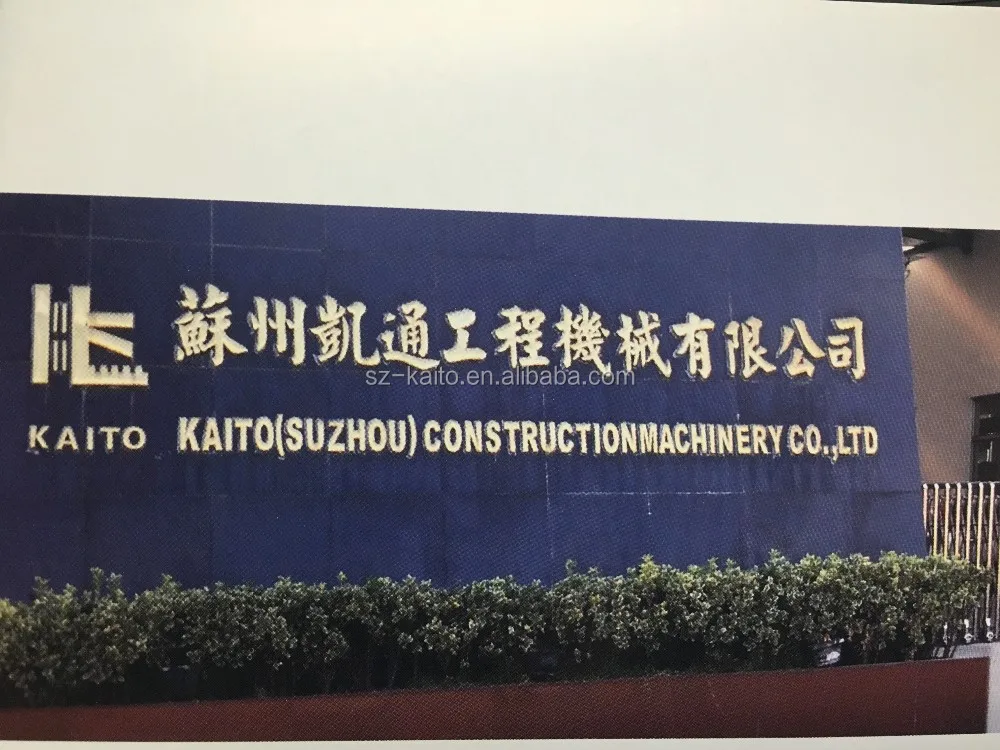 蘇州凱通工程機械有限公司
sz-kaito.en.alibaba.com
KAITO
KAITO(SUZHOU) CONSTRUCTIONMACHINERY CO.,LTD